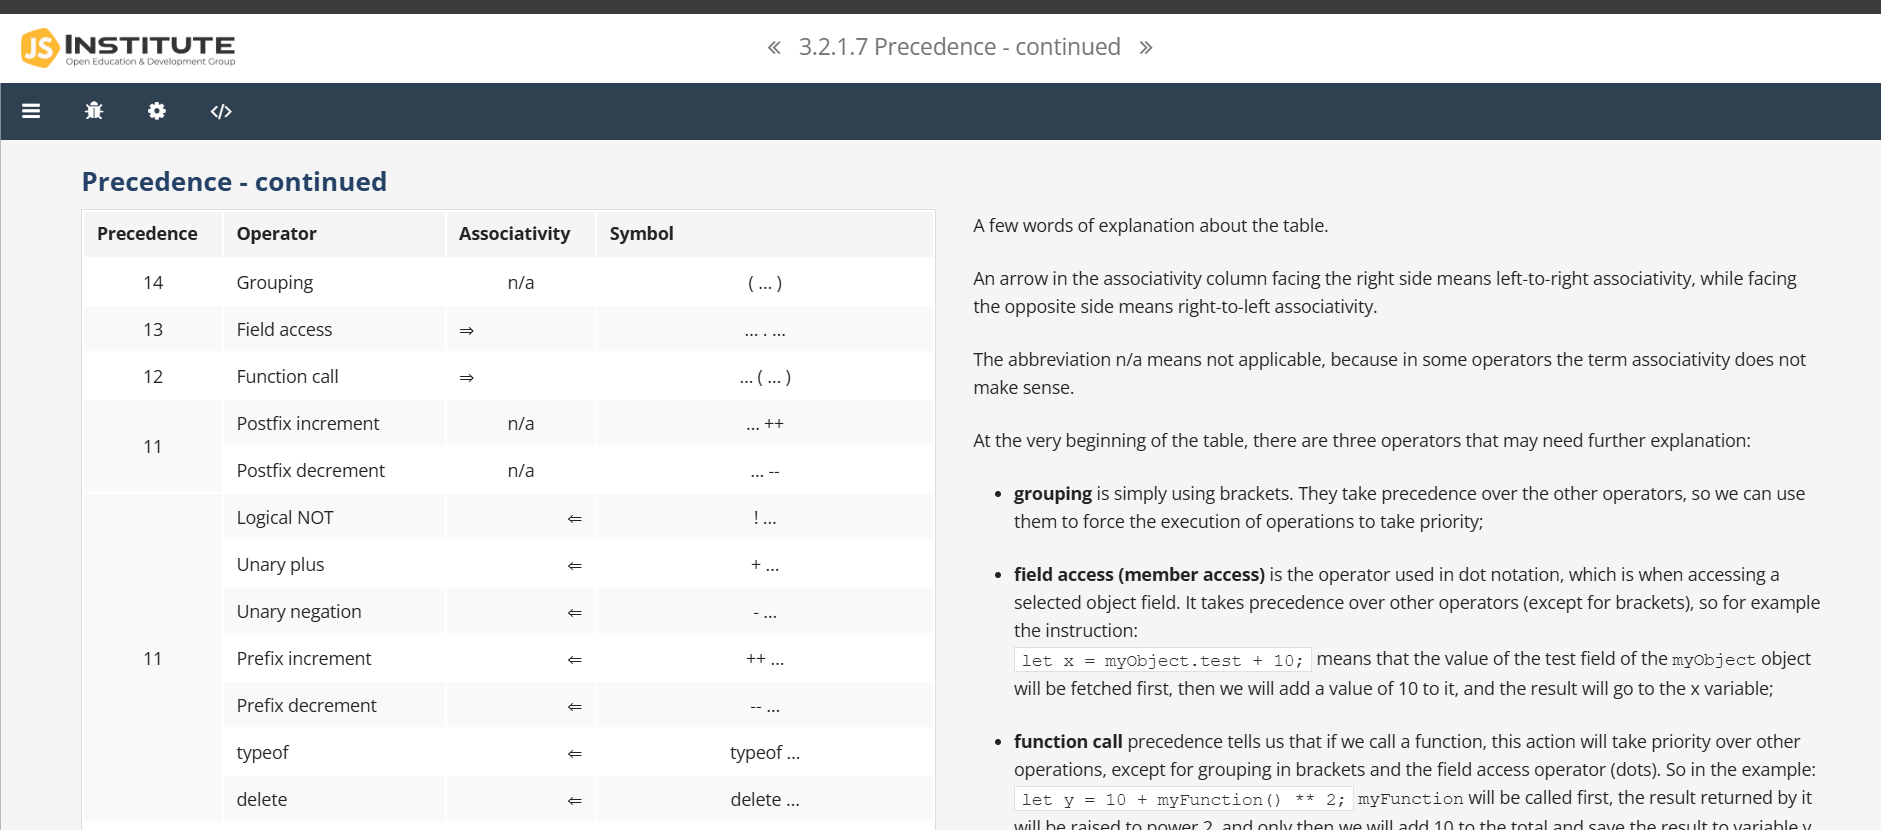 JS INSTITUTE
Open Education & Development Group
« 3.2.1.7 Precedence - continued »
Precedence - continued
Precedence Operator Associativity Symbol
14 Grouping n/a ( ... )
13 Field access ⇒ ... . ...
12 Function call ⇒ ... ( ... )
11
Postfix increment n/a ... ++
Postfix decrement n/a ... --
11
Logical NOT ⇐ ! ...
Unary plus ⇐ + ...
Unary negation ⇐ - ...
Prefix increment ⇐ ++ ...
Prefix decrement ⇐ -- ...
typeof ⇐ typeof ...
delete ⇐ delete ...
A few words of explanation about the table.
An arrow in the associativity column facing the right side means left-to-right associativity, while facing
the opposite side means right-to-left associativity.
The abbreviation n/a means not applicable, because in some operators the term associativity does not
make sense.
At the very beginning of the table, there are three operators that may need further explanation:
• grouping is simply using brackets. They take precedence over the other operators, so we can use
them to force the execution of operations to take priority;
• field access (member access) is the operator used in dot notation, which is when accessing a
selected object field. It takes precedence over other operators (except for brackets), so for example
the instruction:
let x = myObject.test + 10; means that the value of the test field of the myObject object
will be fetched first, then we will add a value of 10 to it, and the result will go to the x variable;
• function call precedence tells us that if we call a function, this action will take priority over other
operations, except for grouping in brackets and the field access operator (dots). So in the example:
let y = 10 + myFunction() ** 2; myFunction will be called first, the result returned by it
will be raised to power 2, and only then we will add 10 to the total and save the result to variable y.